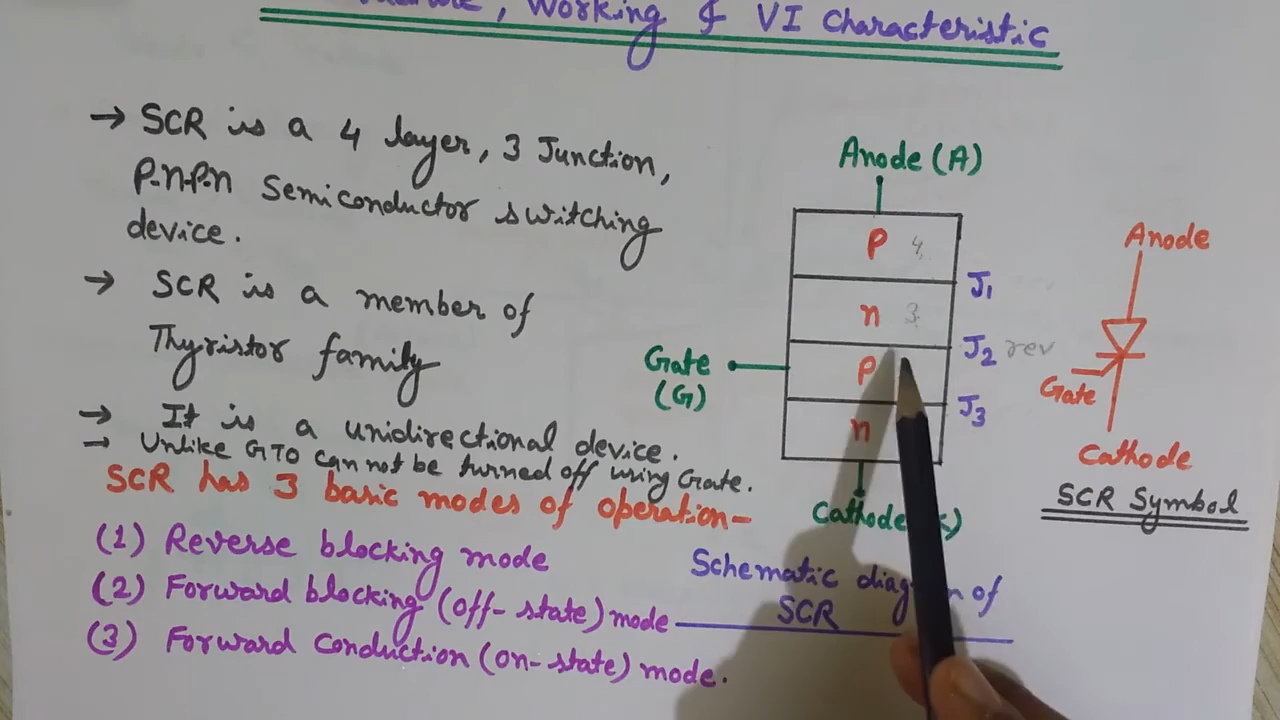 , Working & VI Characteristic
→ SCR is a 4 layer, 3 Junction,
P-n-P-n Semiconductor switching
device.
→ SCR is a member of
Thyristor family
→ It is a unidirectional device.
→ Unlike GTO can not be turned off using Gate.
SCR has 3 basic modes of operation-
(1) Reverse blocking mode
(2) Forward blocking (off-state) mode
(3) Forward conduction (on-state) mode.
Anode (A)
P 4
J1
n 3
J2 rev
Gate
(G)
P
J3
n
Cathode
Schematic of
SCR
Anode
Gate
Cathode
SCR Symbol